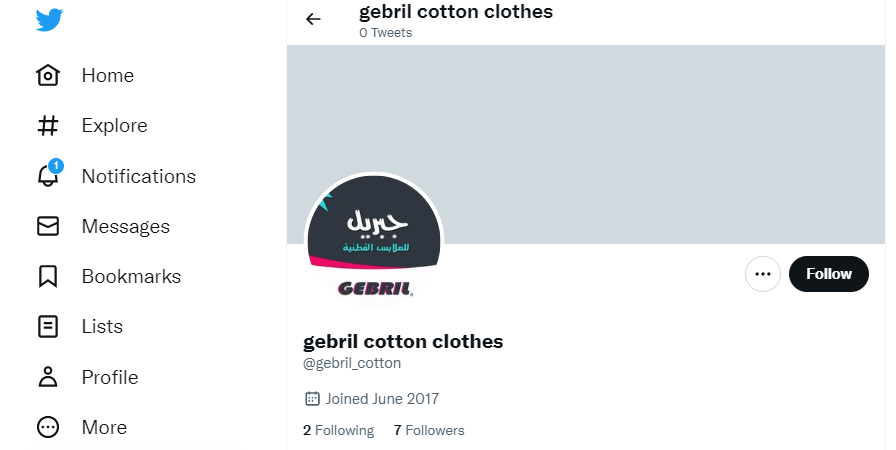 gebril cotton clothes
0 Tweets
Home
Explore
1
Notifications
Messages
Bookmarks
Lists
Profile
More
جبريل
للملابس القطنية
GEBRIL
Follow
gebril cotton clothes
@gebril_cotton
Joined June 2017
2 Following 7 Followers